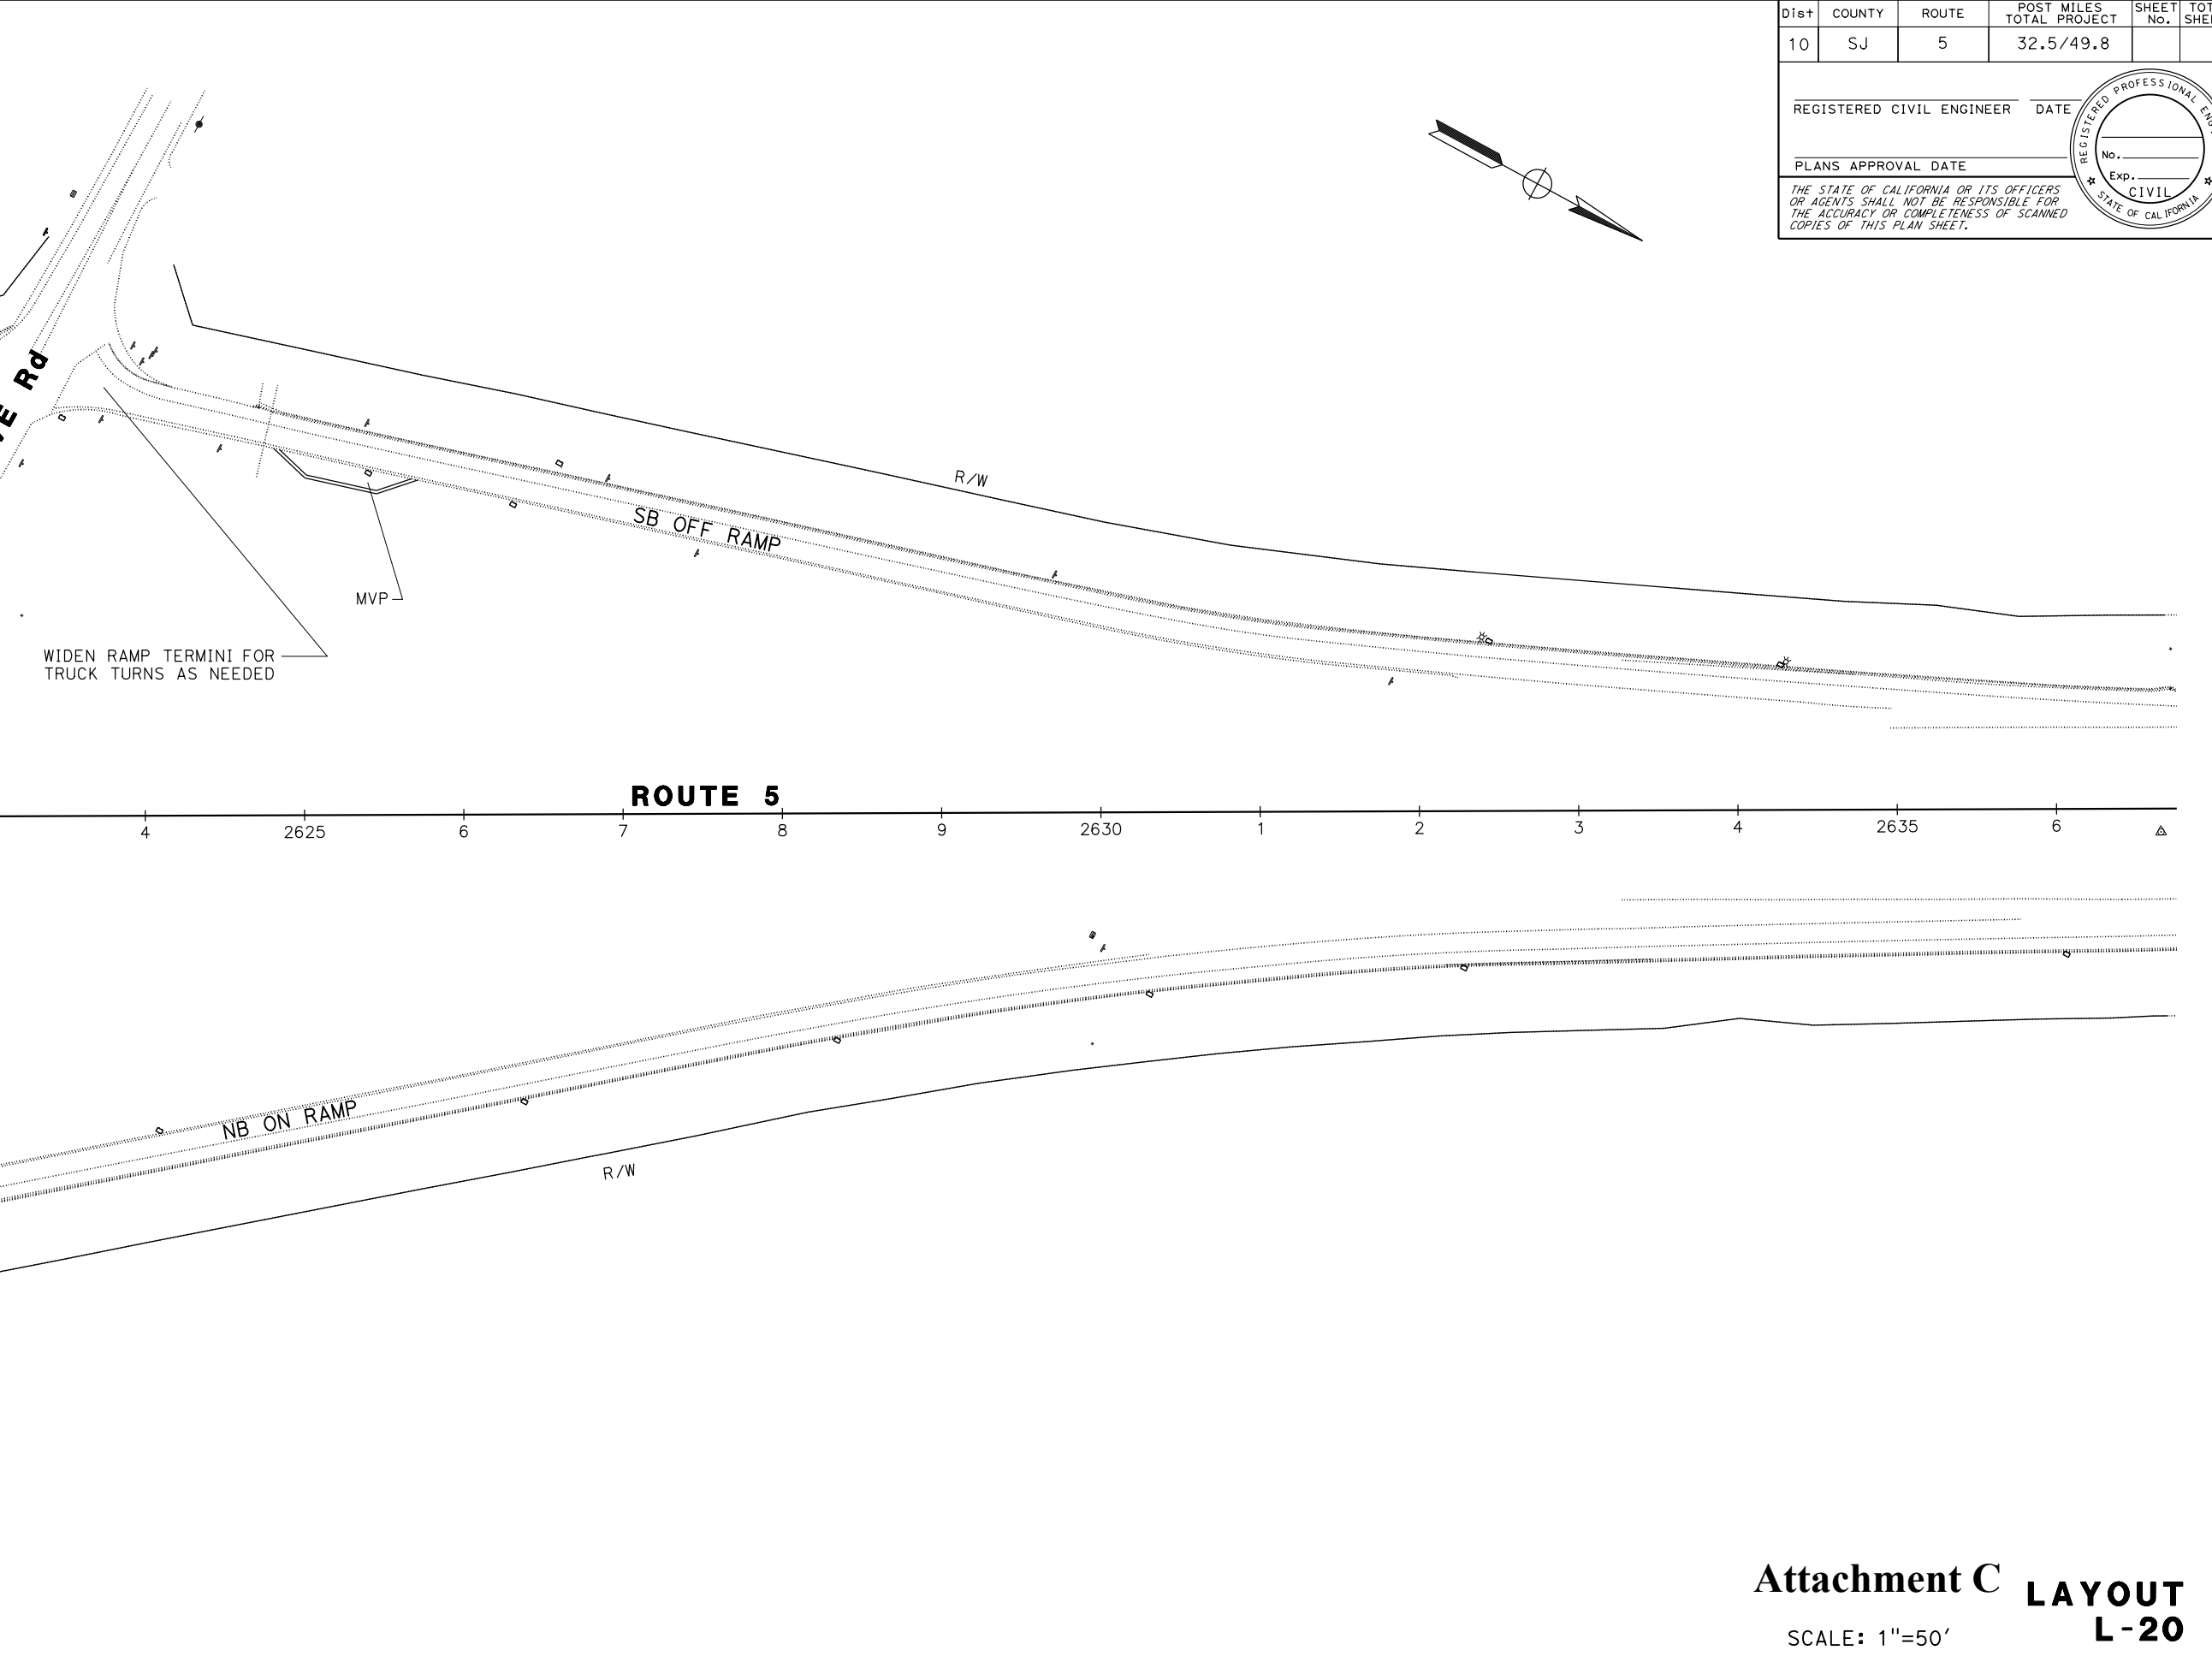 Dist COUNTY ROUTE POST MILES TOTAL PROJECT SHEET No.
10 SJ 5 32.5/49.8
REGISTERED CIVIL ENGINEER DATE
PLANS APPROVAL DATE
THE STATE OF CALIFORNIA OR ITS OFFICERS
OR AGENTS SHALL NOT BE RESPONSIBLE FOR
THE ACCURACY OR COMPLETENESS OF SCANNED
COPIES OF THIS PLAN SHEET.
REGISTERED PROFESSIONAL
No.
Exp.
CIVIL
STATE OF CALIFORNIA
Rd
R/W
SB OFF RAMP
MVP
WIDEN RAMP TERMINI FOR
TRUCK TURNS AS NEEDED
ROUTE 5
4 2625 6 7 8 9 2630 1 2 3 4 2635 6
NB ON RAMP
R/W
Attachment C
LAYOUT
L-20
SCALE: 1"=50'